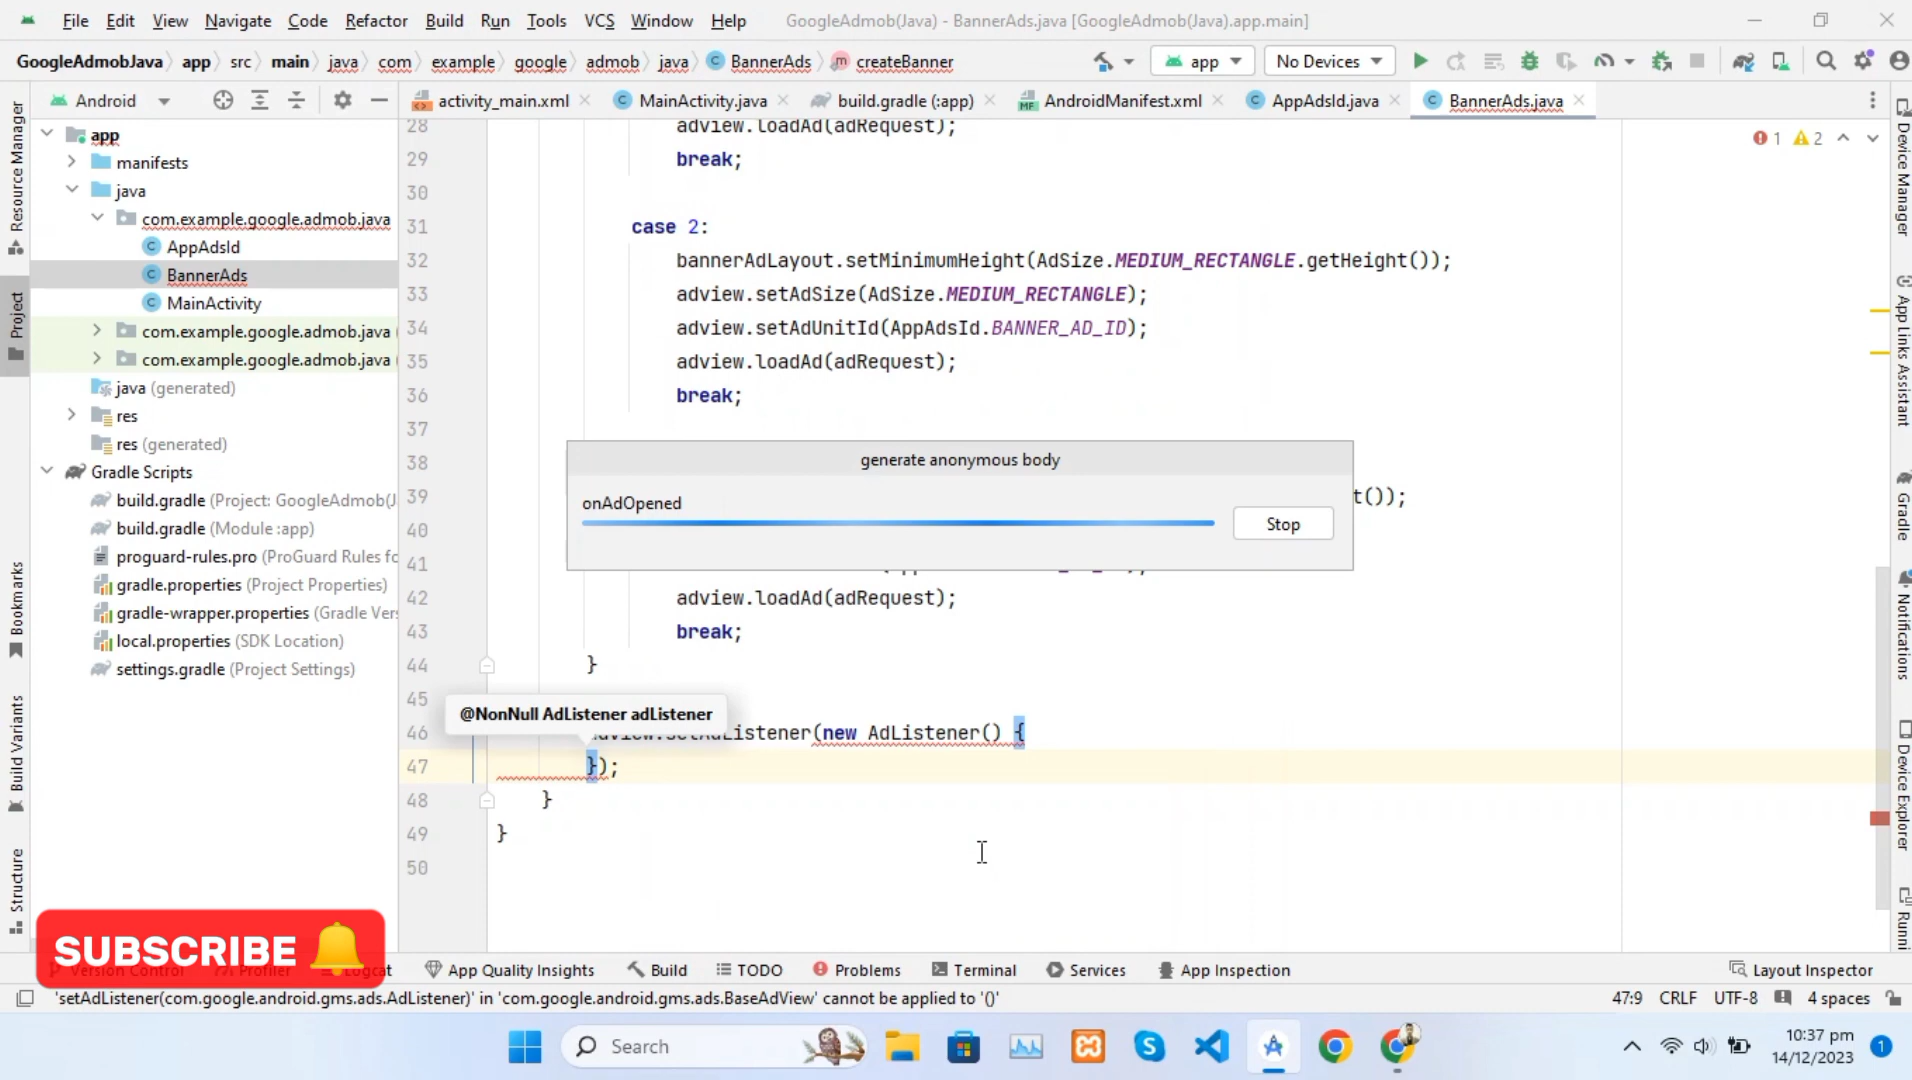 File Edit View Navigate Code Refactor Build Run Tools VCS Window Help GoogleAdmob(Java) - BannerAds.java [GoogleAdmob(Java).app.main]
GoogleAdmobJava app src main java com example google admob java BannerAds createBanner app No Devices
Android
activity_main.xml MainActivity.java build.gradle (:app) AndroidManifest.xml AppAdsId.java BannerAds.java
Resource Manager
Project
Bookmarks
Build Variants
Structure
app
manifests
java
com.example.google.admob.java
AppAdsId
BannerAds
MainActivity
com.example.google.admob.java (
com.example.google.admob.java
java (generated)
res
res (generated)
Gradle Scripts
build.gradle (Project: GoogleAdmob(J
build.gradle (Module :app)
proguard-rules.pro (ProGuard Rules fo
gradle.properties (Project Properties)
gradle-wrapper.properties (Gradle Vers
local.properties (SDK Location)
settings.gradle (Project Settings)
1 2
28 adview.loadAd(adRequest);
29 break;
30
31 case 2:
32 bannerAdLayout.setMinimumHeight(AdSize.MEDIUM_RECTANGLE.getHeight());
33 adview.setAdSize(AdSize.MEDIUM_RECTANGLE);
34 adview.setAdUnitId(AppAdsId.BANNER_AD_ID);
35 adview.loadAd(adRequest);
36 break;
37
38
39 t());
40
41
42 adview.loadAd(adRequest);
43 break;
44 }
45
46 new AdListener() {
47 });
48 }
49 }
50
generate anonymous body
onAdOpened
Stop
@NonNull AdListener adListener
Device Manager
App Links Assistant
Gradle
Notifications
Device Explorer
Runni
SUBSCRIBE
Version Control Profiler Logcat App Quality Insights Build TODO Problems Terminal Services App Inspection Layout Inspector
'setAdListener(com.google.android.gms.ads.AdListener)' in 'com.google.android.gms.ads.BaseAdView' cannot be applied to '()' 47:9 CRLF UTF-8 4 spaces
Search
10:37 pm
14/12/2023
1